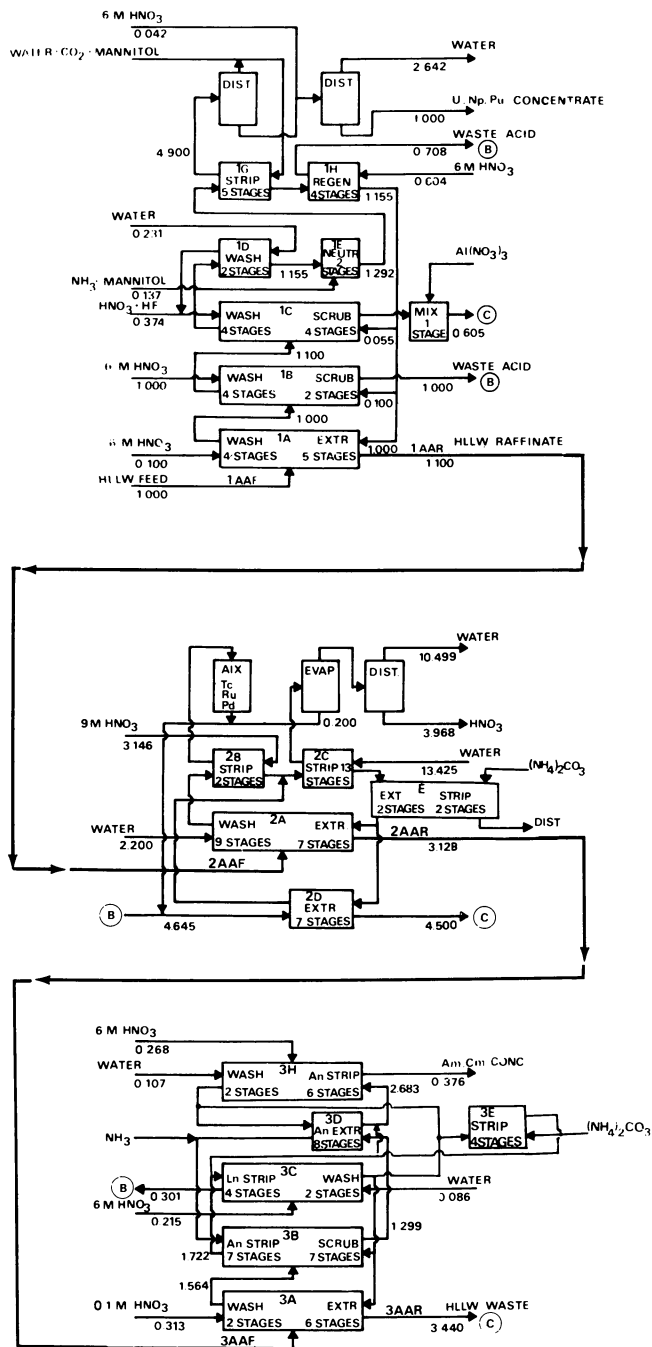 6 M HNO3
0 042
WATER·CO2·MANNITOL
WATER
2.642
DIST
DIST
U, Np, Pu CONCENTRATE
1 000
WASTE ACID
0.708 B
4 900
1G
STRIP
5 STAGES
1H
REGEN
4 STAGES
6 M HNO3
0 604
1.155
WATER
0.231
1D
WASH
2 STAGES
1.155
1E
NEUTR
2
STAGES
1.292
Al(NO3)3
NH3·MANNITOL
0 137
HNO3·HF
0.374
WASH 1C SCRUB
4 STAGES 4 STAGES
MIX
1
STAGE
C
0.605
0.055
1.100
6 M HNO3
1.000
WASH 1B SCRUB
4 STAGES 2 STAGES
WASTE ACID
1.000
B
0.100
1.000
WASH 1A EXTR
4 STAGES 5 STAGES
6 M HNO3
0 100
1.000
1 AAR
1.100
HLLW RAFFINATE
HLLW FEED
1.000
1 AAF
WATER
10.499
AIX
Tc
Ru
Pd
EVAP
DIST
0.200
HNO3
3.968
9 M HNO3
3.146
2B
STRIP
2 STAGES
2C
STRIP 13
STAGES
WATER
13.425
(NH4)2CO3
E
EXT STRIP
2 STAGES 2 STAGES
DIST
WATER
2.200
WASH 2A EXTR
9 STAGES 7 STAGES
2AAR
3.128
2AAF
2D
EXTR
7 STAGES
B
4.645
4.500
C
6 M HNO3
0 268
WATER
0.107
WASH 3H An STRIP
2 STAGES 6 STAGES
Am Cm CONC
0.376
2.683
3D
An EXTR
8 STAGES
3E
STRIP
4 STAGES
NH3
(NH4)2CO3
3C
Ln STRIP WASH
4 STAGES 2 STAGES
B
0.301
6 M HNO3
0.215
WATER
0.086
3B
An STRIP SCRUB
7 STAGES 7 STAGES
1.722
1.299
1.564
WASH 3A EXTR
2 STAGES 6 STAGES
0.1 M HNO3
0.313
3AAR
3.440
HLLW WASTE
C
3AAF